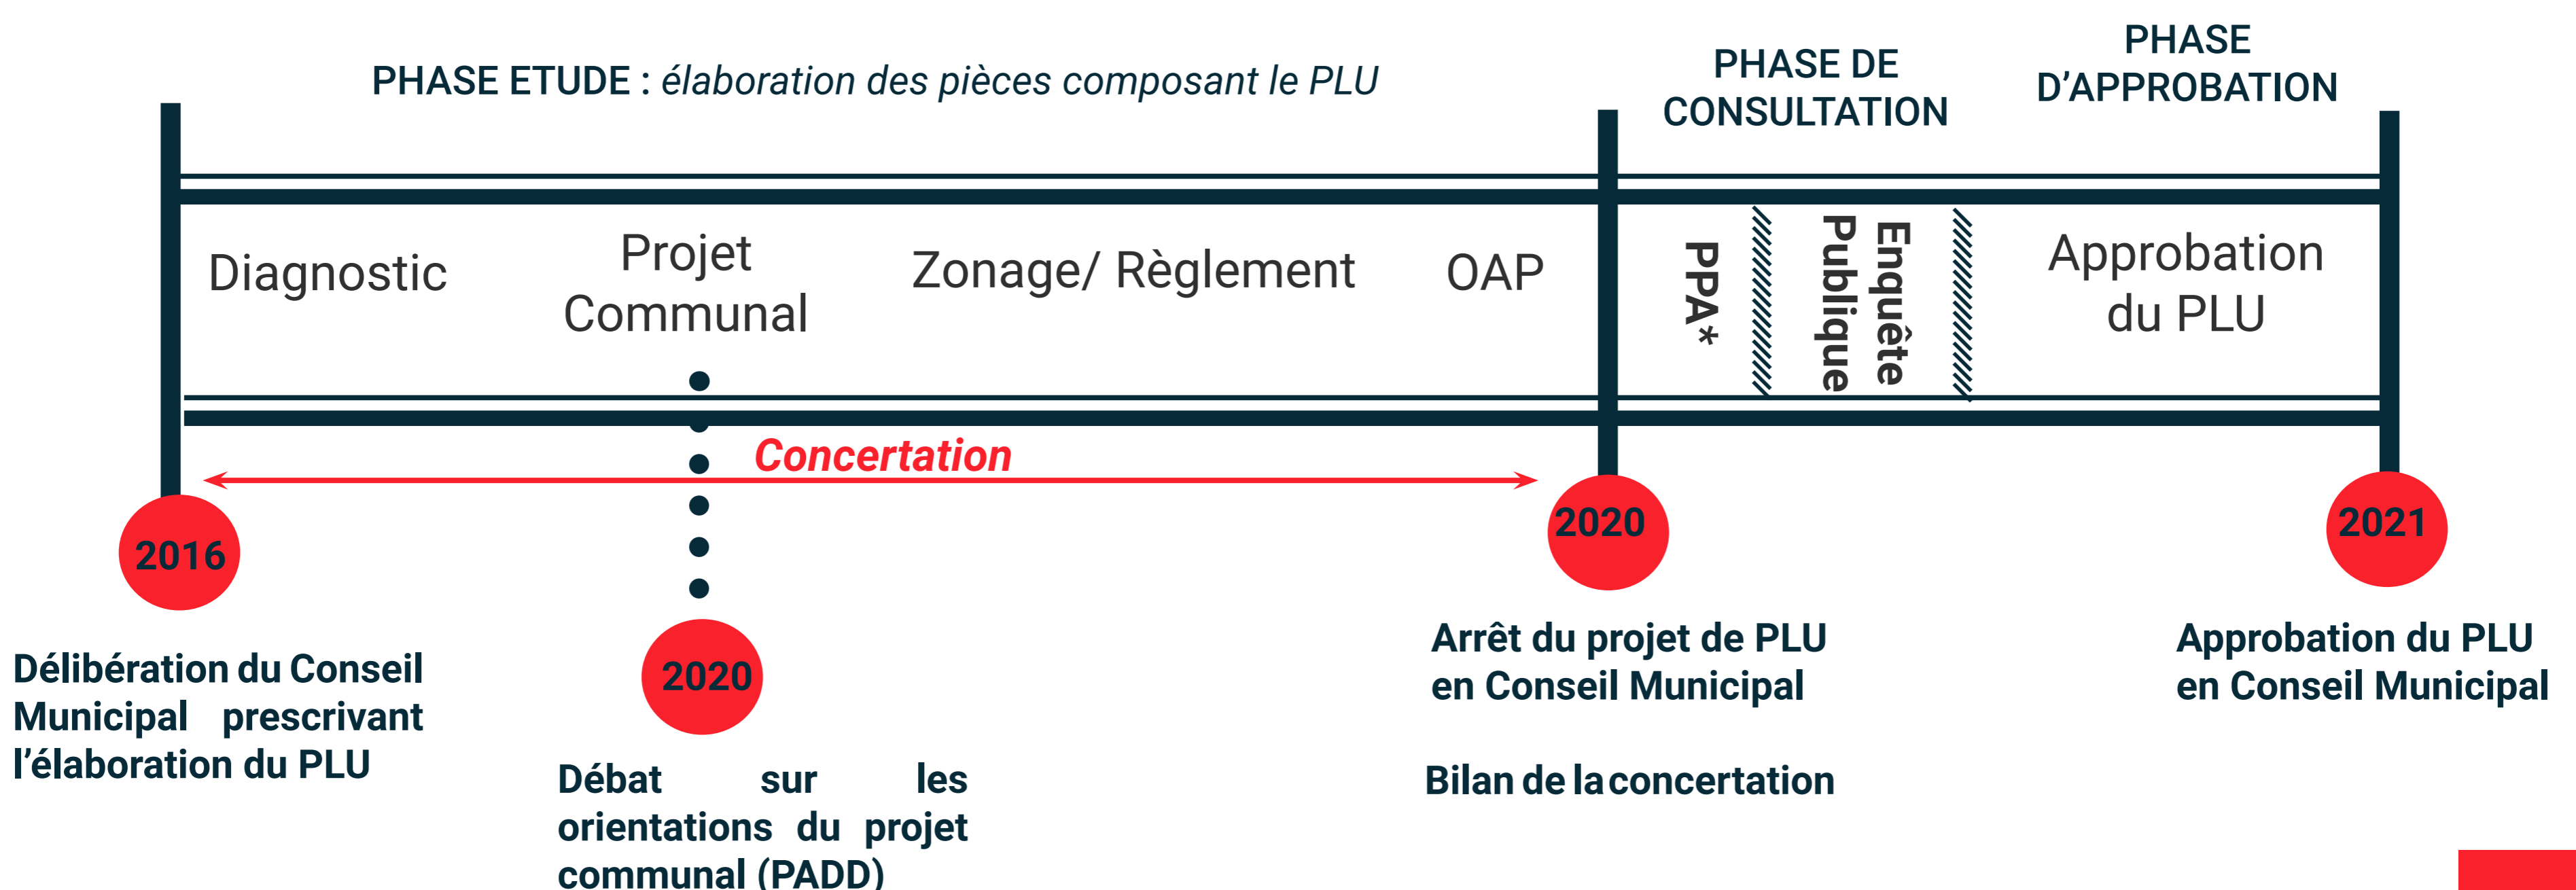 PHASE ETUDE : élaboration des pièces composant le PLU
PHASE DE
CONSULTATION
PHASE
D’APPROBATION
Diagnostic
Projet
Communal
Zonage/ Règlement
OAP
PPA*
Enquête
Publique
Approbation
du PLU
Concertation
2016
Délibération du Conseil
Municipal prescrivant
l’élaboration du PLU
2020
Débat sur les
orientations du projet
communal (PADD)
2020
Arrêt du projet de PLU
en Conseil Municipal
Bilan de la concertation
2021
Approbation du PLU
en Conseil Municipal